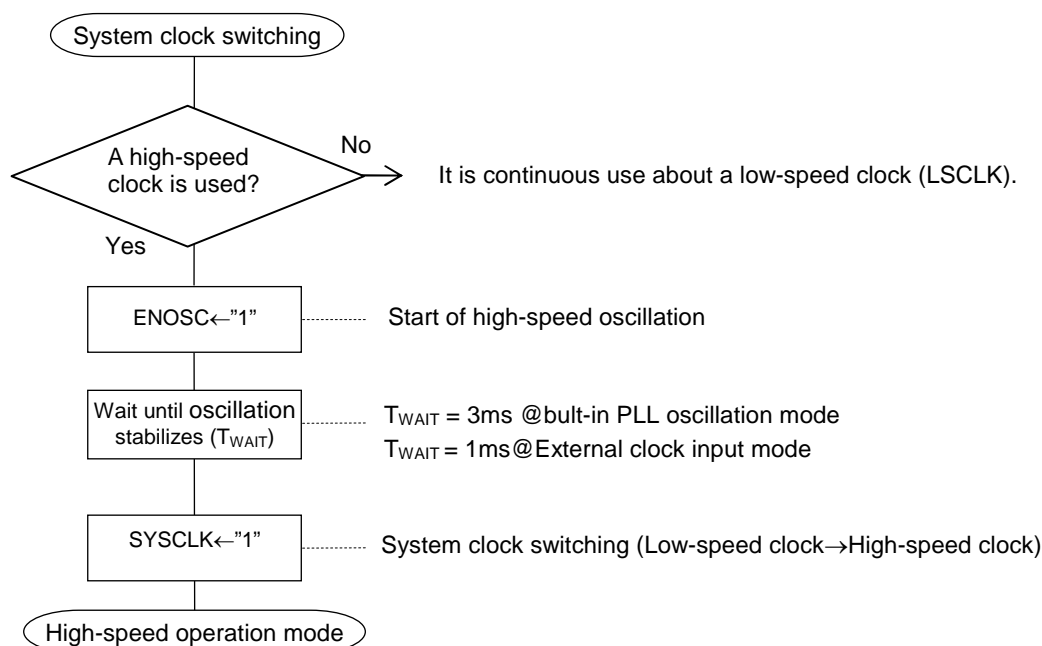 System clock switching
A high-speed
clock is used?
No
It is continuous use about a low-speed clock (LSCLK).
Yes
ENOSC←”1”
Start of high-speed oscillation
Wait until oscillation
stabilizes (TWAIT)
TWAIT = 3ms @bult-in PLL oscillation mode
TWAIT = 1ms@External clock input mode
SYSCLK←”1”
System clock switching (Low-speed clock→High-speed clock)
High-speed operation mode